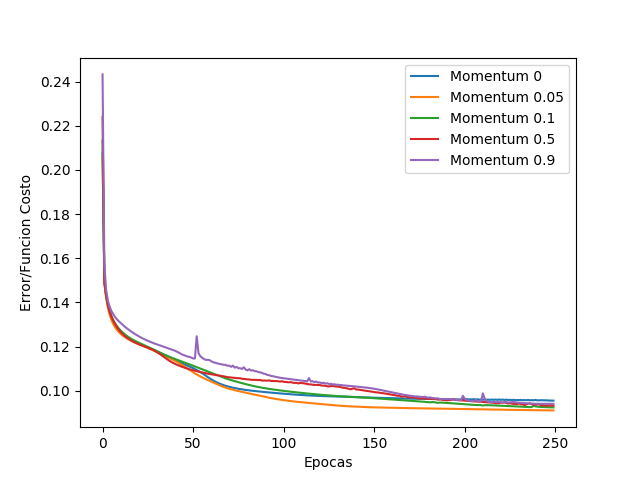 Momentum 0
Momentum 0.05
Momentum 0.1
Momentum 0.5
Momentum 0.9
Error/Funcion Costo
0.24
0.22
0.20
0.18
0.16
0.14
0.12
0.10
0
50
100
150
200
250
Epocas